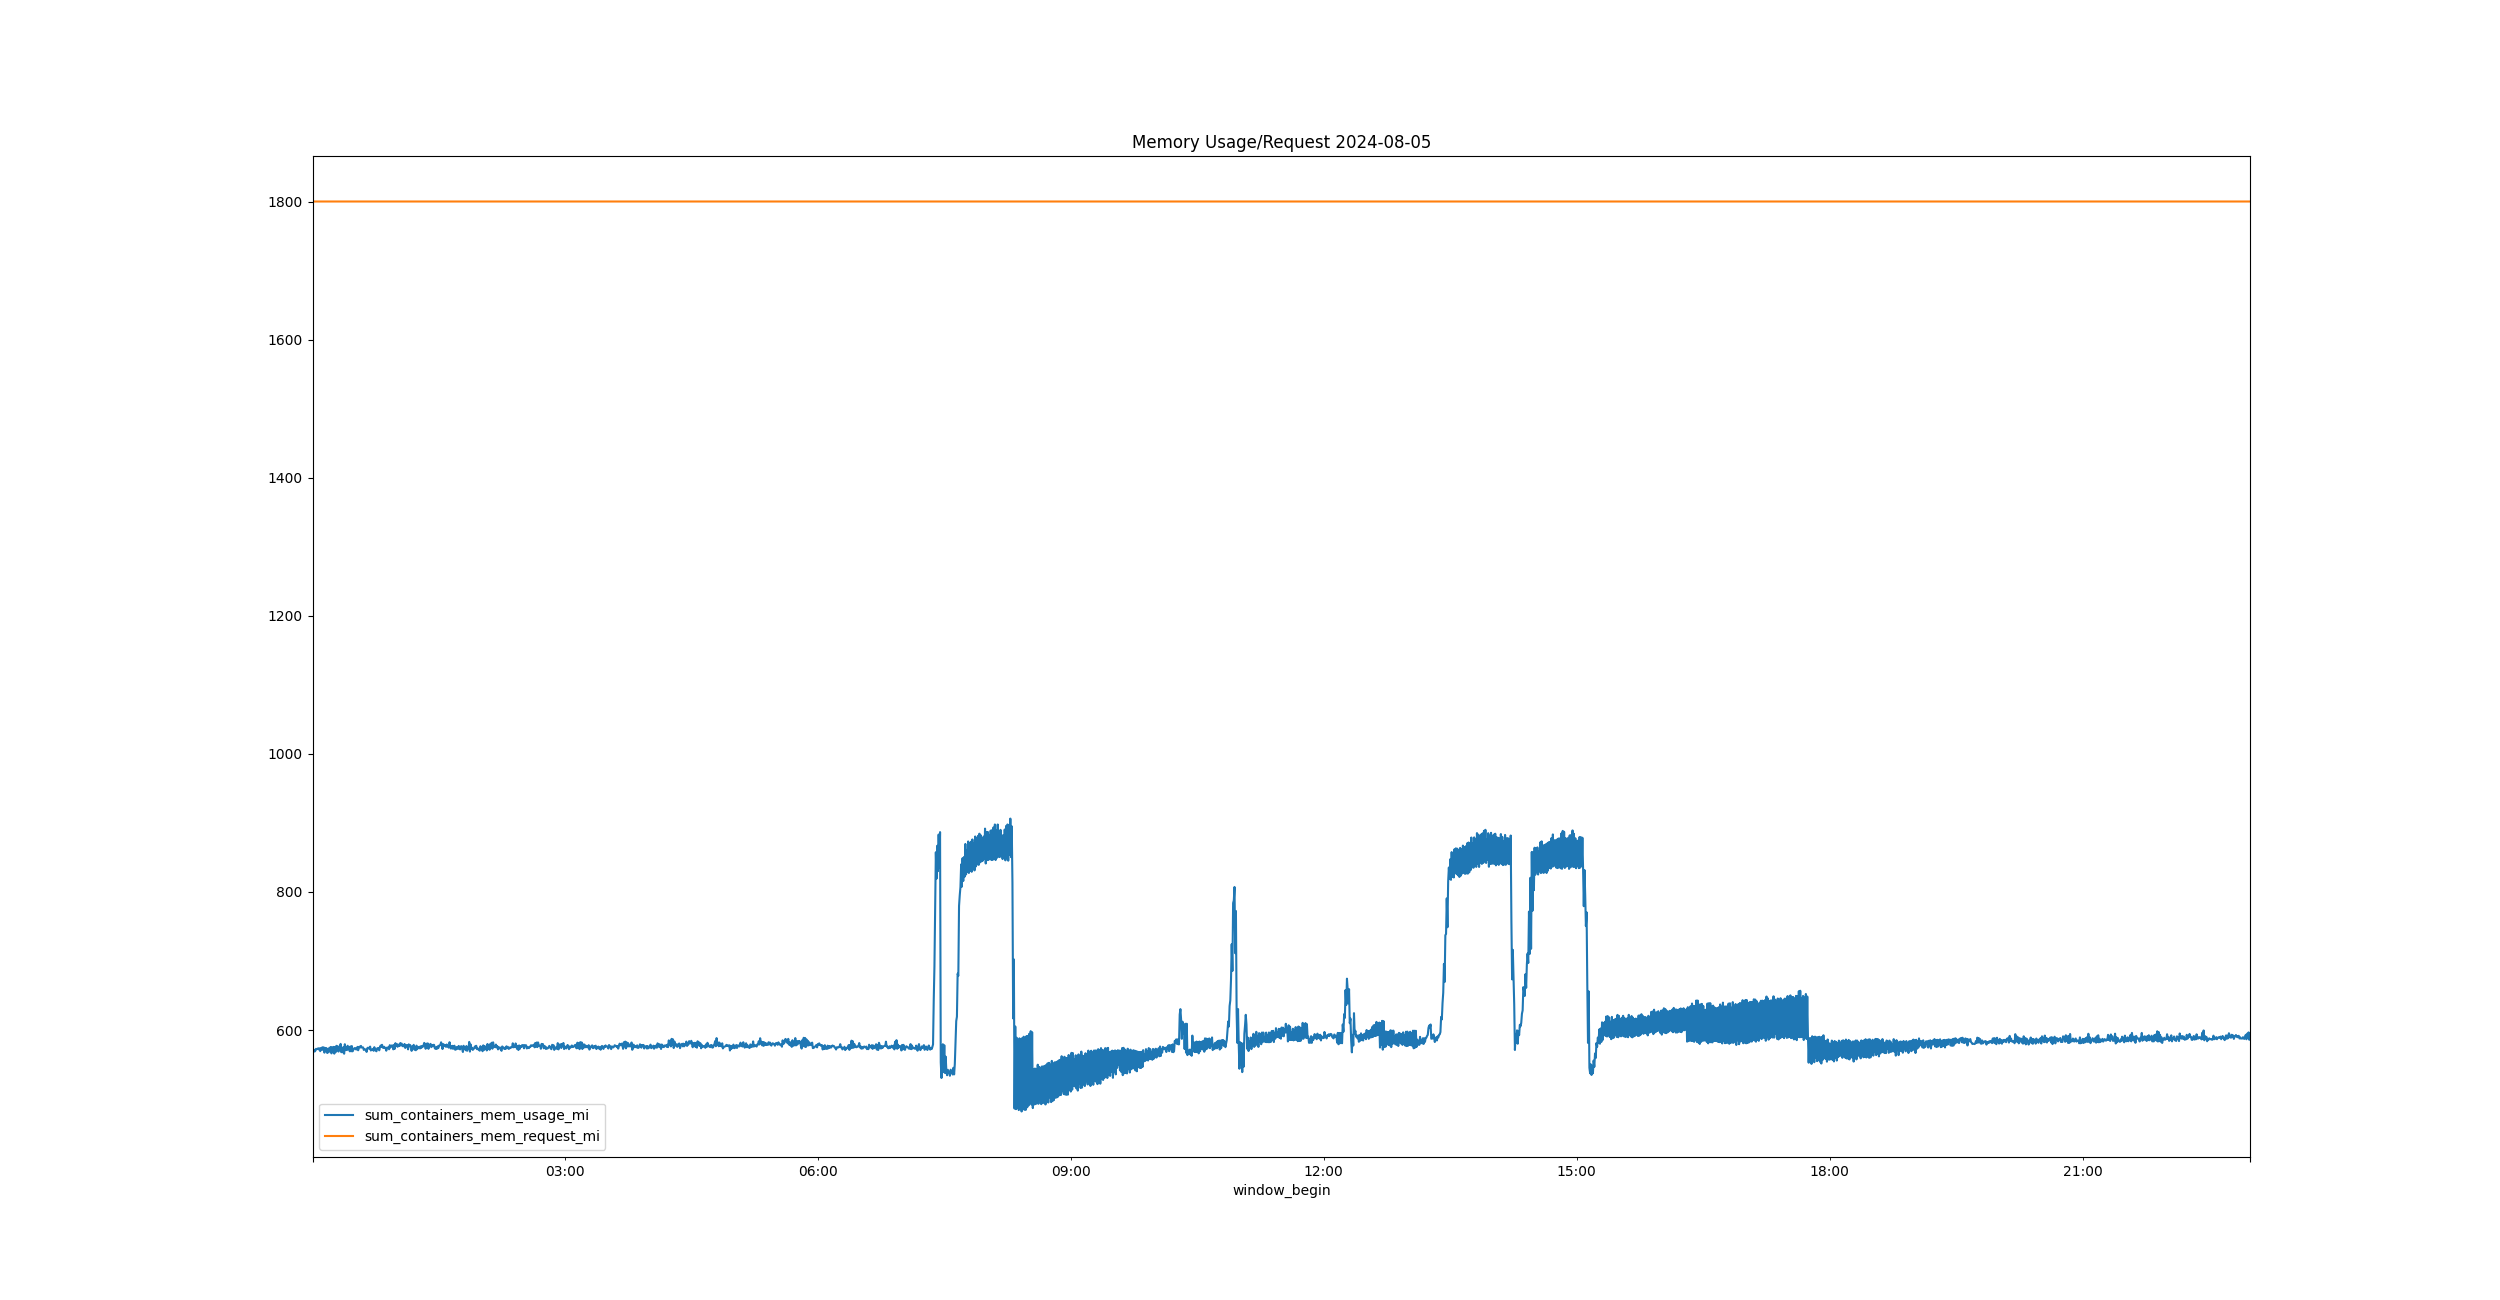 Memory Usage/Request 2024-08-05
1800
1600
1400
1200
1000
800
600
sum_containers_mem_usage_mi
sum_containers_mem_request_mi
03:00 06:00 09:00 12:00 15:00 18:00 21:00
window_begin